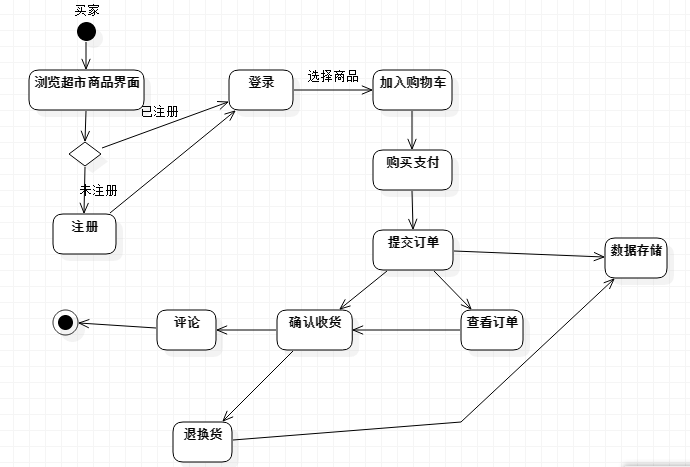 买家
浏览超市商品界面
登录
选择商品
加入购物车
已注册
购买支付
未注册
注册
提交订单
数据存储
评论
确认收货
查看订单
退换货